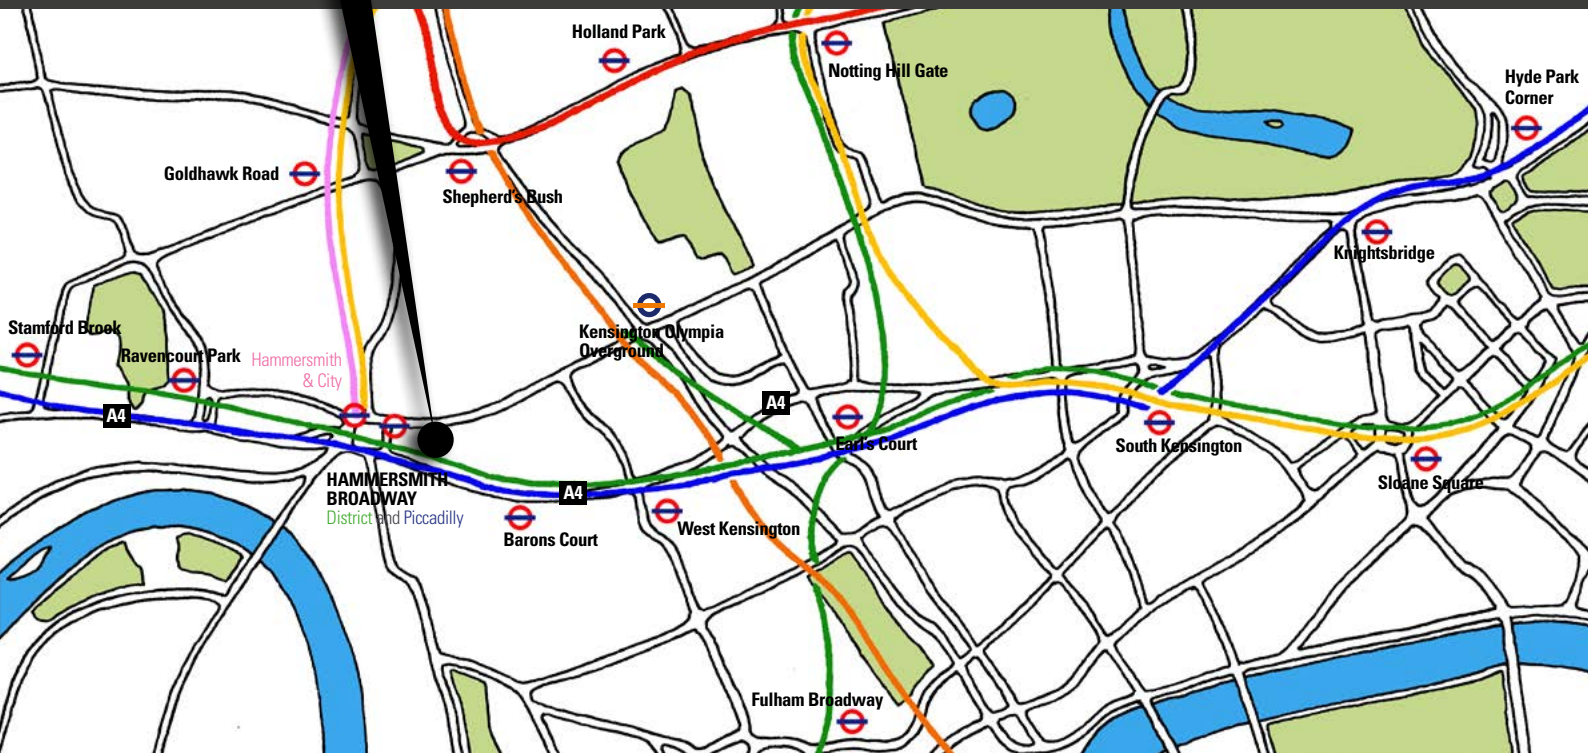 Holland Park
Notting Hill Gate
Hyde Park
Corner
Goldhawk Road
Shepherd's Bush
Knightsbridge
Stamford Brook
Ravencourt Park
Hammersmith
& City
Kensington Olympia
Overground
A4
A4
Earl's Court
South Kensington
Sloane Square
HAMMERSMITH
BROADWAY
District and Piccadilly
A4
Barons Court
West Kensington
Fulham Broadway